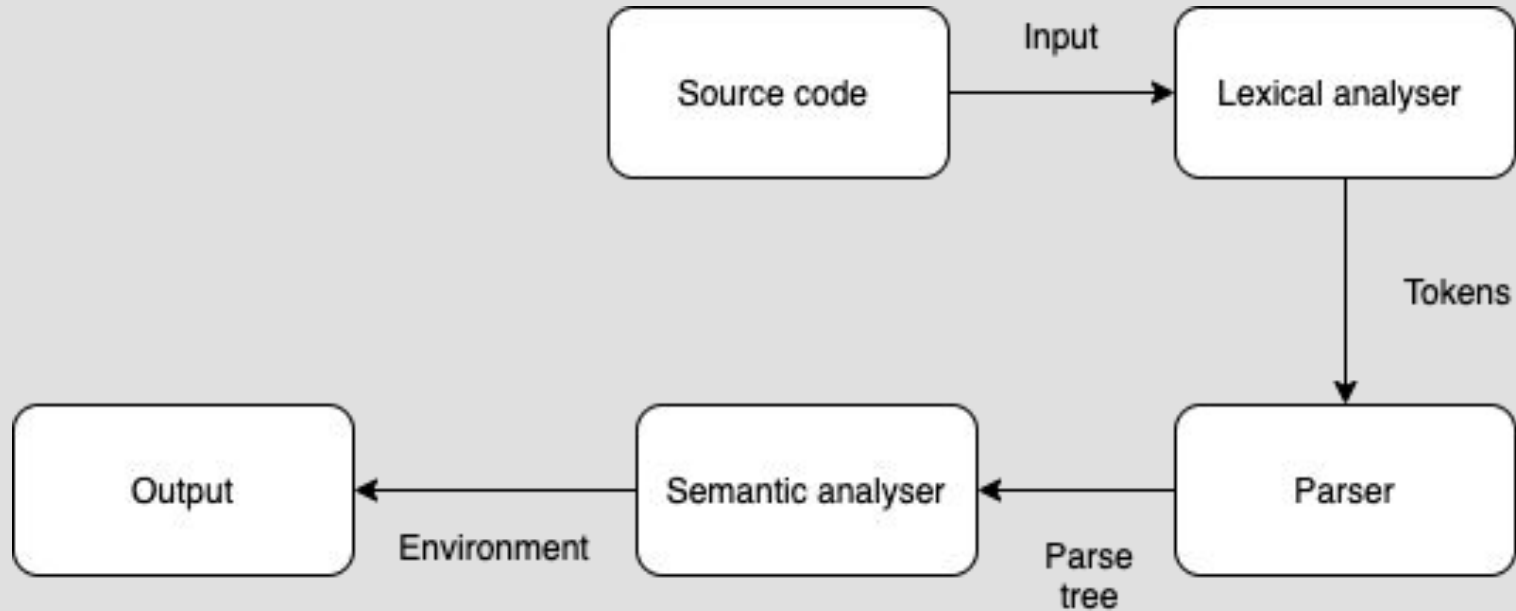 Input
Source code
Lexical analyser
Tokens
Output
Semantic analyser
Parser
Environment
Parse
tree